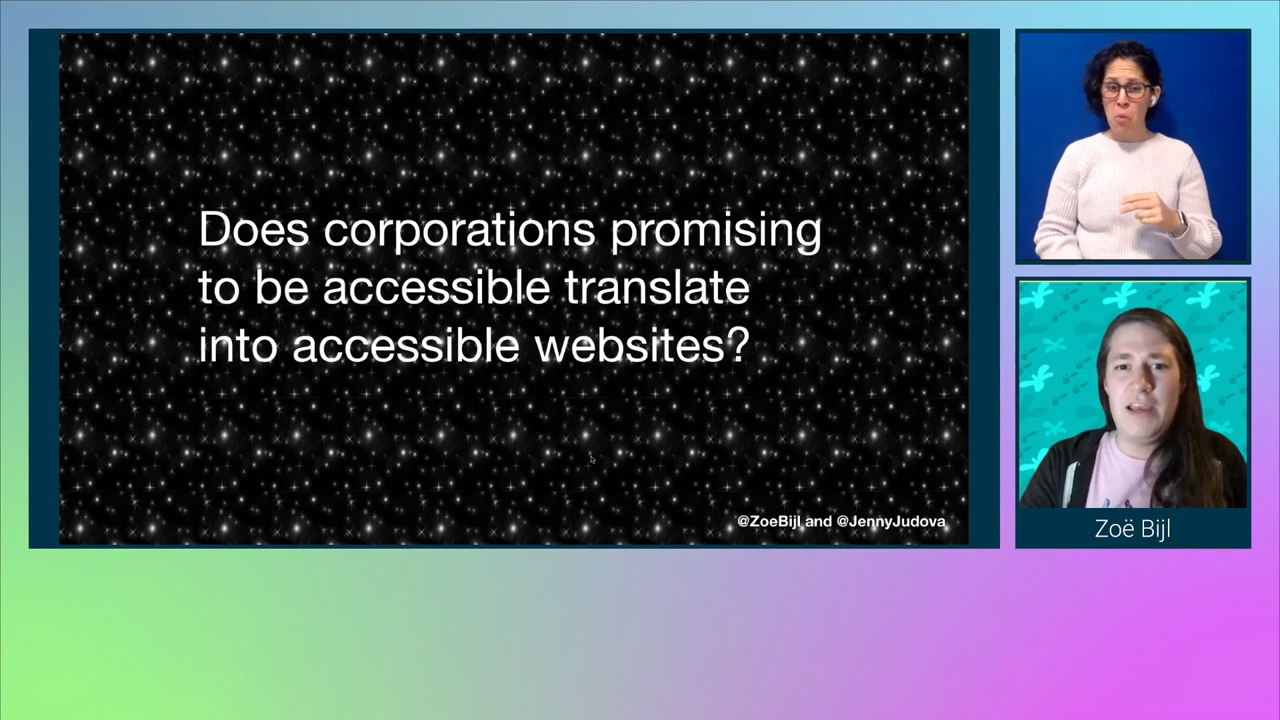 Does corporations promising
to be accessible translate
into accessible websites?
@ZoeBijl and @JennyJudova
Zoë Bijl